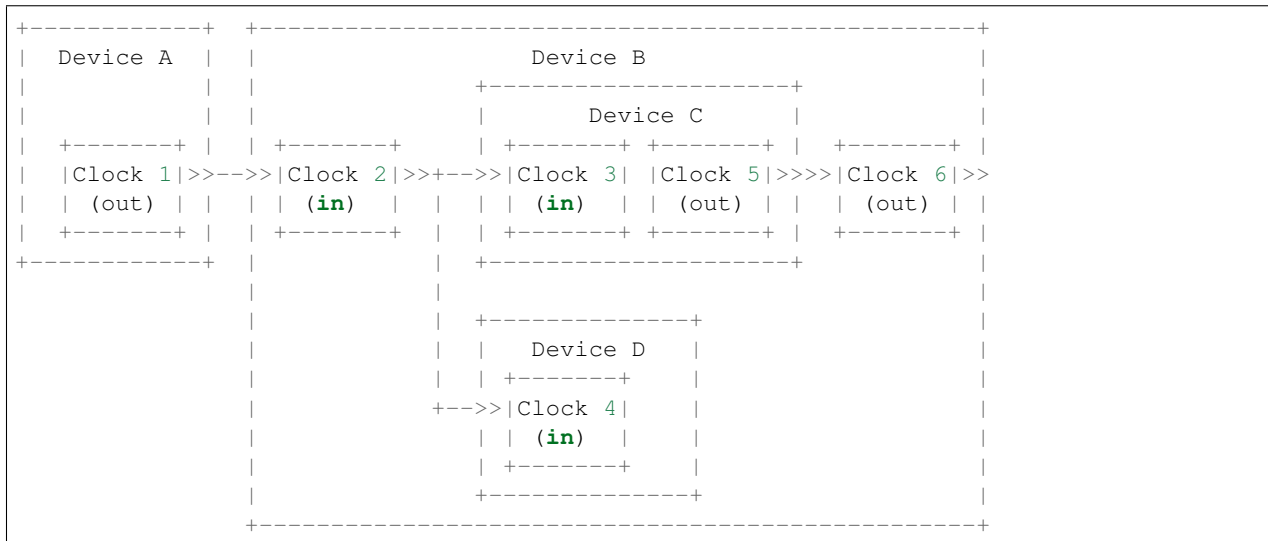 +------------+  +--------------------------------------------------+
|  Device A  |  |                   Device B                       |
|            |  |               +---------------------+            |
|            |  |               |       Device C      |            |
|  +-------+ |  | +-------+     | +-------+ +-------+ |  +-------+ |
|  |Clock 1|>>-->>|Clock 2|>>+-->>|Clock 3| |Clock 5|>>>>|Clock 6|>>
|  | (out) | |  | | (in)  |  |  | | (in)  | | (out) | |  | (out) | |
|  +-------+ |  | +-------+  |  | +-------+ +-------+ |  +-------+ |
+------------+  |            |  +---------------------+            |
                |            |                                     |
                |            |  +--------------+                   |
                |            |  |   Device D   |                   |
                |            |  | +-------+    |                   |
                |            +-->>|Clock 4|    |                   |
                |               | | (in)  |    |                   |
                |               | +-------+    |                   |
                |               +--------------+                   |
                +--------------------------------------------------+